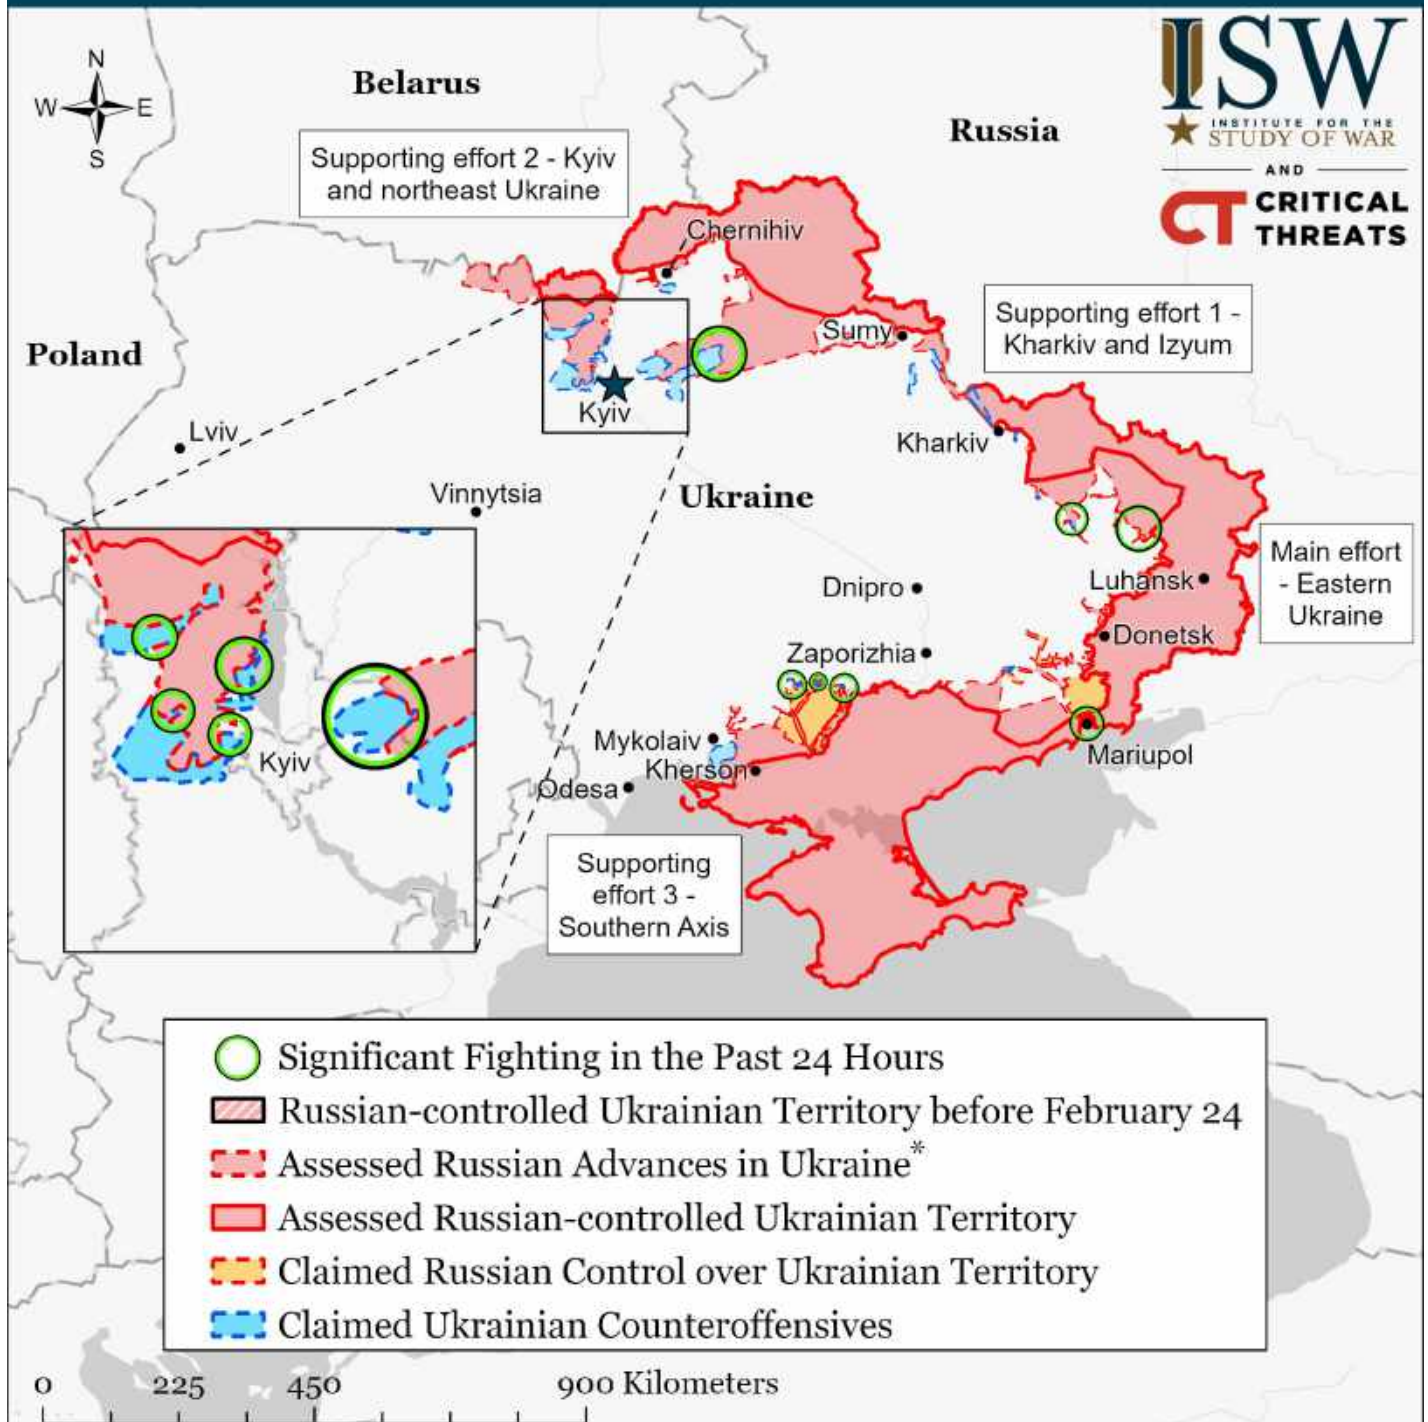 N
W E
S
Belarus
Russia
ISW
INSTITUTE FOR THE
STUDY OF WAR
AND
CT CRITICAL
THREATS
Supporting effort 2 - Kyiv
and northeast Ukraine
Chernihiv
Supporting effort 1 -
Kharkiv and Izyum
Sumy
Poland
Kyiv
Lviv
Kharkiv
Vinnytsia
Ukraine
Main effort
- Eastern
Ukraine
Luhansk
Dnipro
Donetsk
Zaporizhia
Kyiv
Mykolaiv
Mariupol
Kherson
Odesa
Supporting
effort 3 -
Southern Axis
Significant Fighting in the Past 24 Hours
Russian-controlled Ukrainian Territory before February 24
Assessed Russian Advances in Ukraine*
Assessed Russian-controlled Ukrainian Territory
Claimed Russian Control over Ukrainian Territory
Claimed Ukrainian Counteroffensives
0 225 450 900 Kilometers